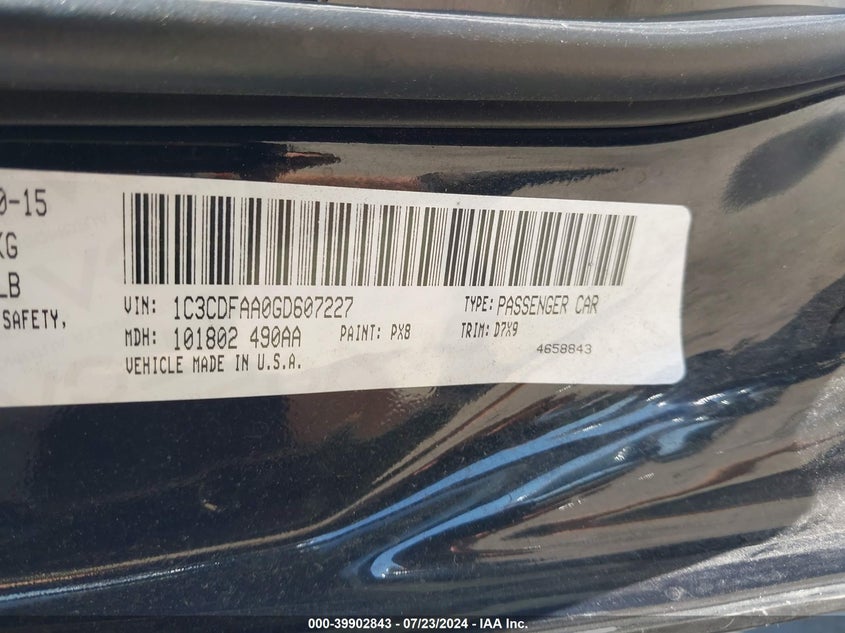 0-15
KG
LB
SAFETY,
VIN: 1C3CDFAA0GD607227 TYPE: PASSENGER CAR
MDH: 101802 490AA PAINT: PX8 TRIM: D7X9
4658843
VEHICLE MADE IN U.S.A.
000-39902843 - 07/23/2024 - IAA Inc.